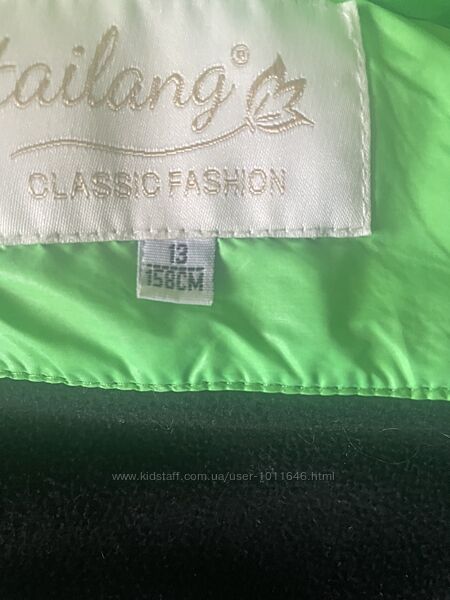 tailang®
CLASSIC FASHION
13
158CM
www.kidstaff.com.ua/user-1011646.html